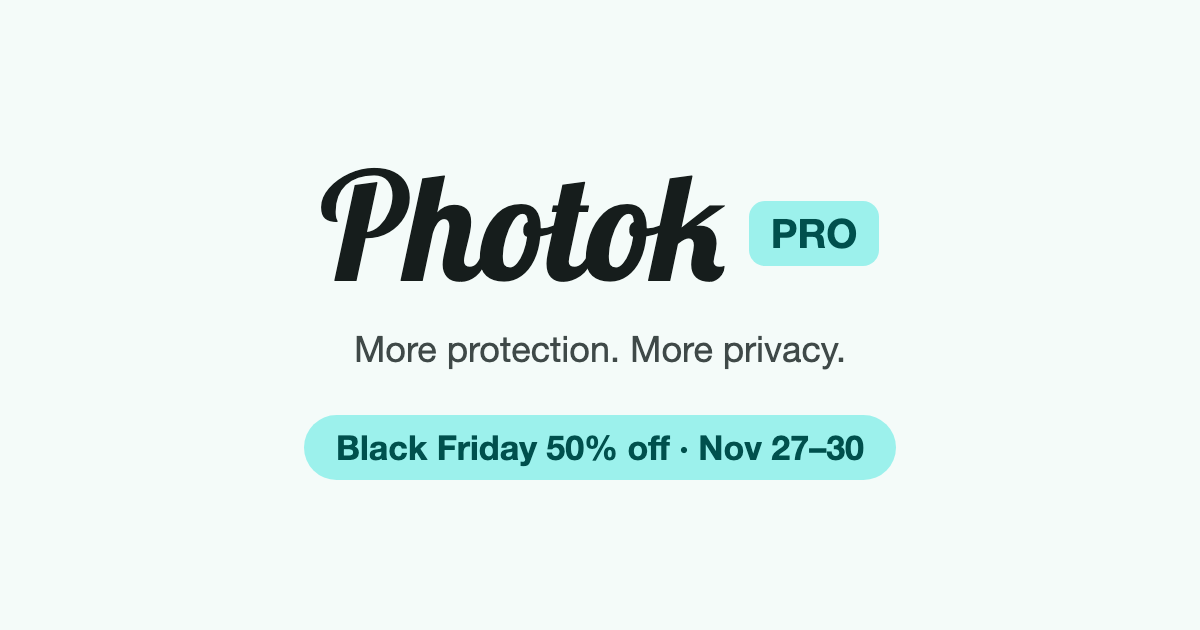 Photok PRO
More protection. More privacy.
Black Friday 50% off · Nov 27–30